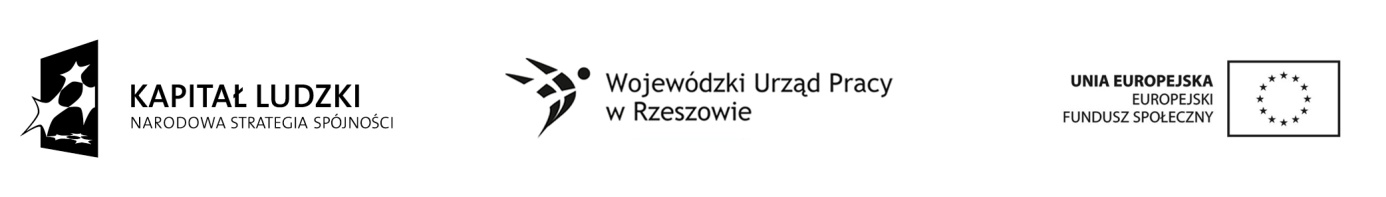 KAPITAŁ LUDZKI
NARODOWA STRATEGIA SPÓJNOŚCI
Wojewódzki Urząd Pracy
w Rzeszowie
UNIA EUROPEJSKA
EUROPEJSKI
FUNDUSZ SPOŁECZNY